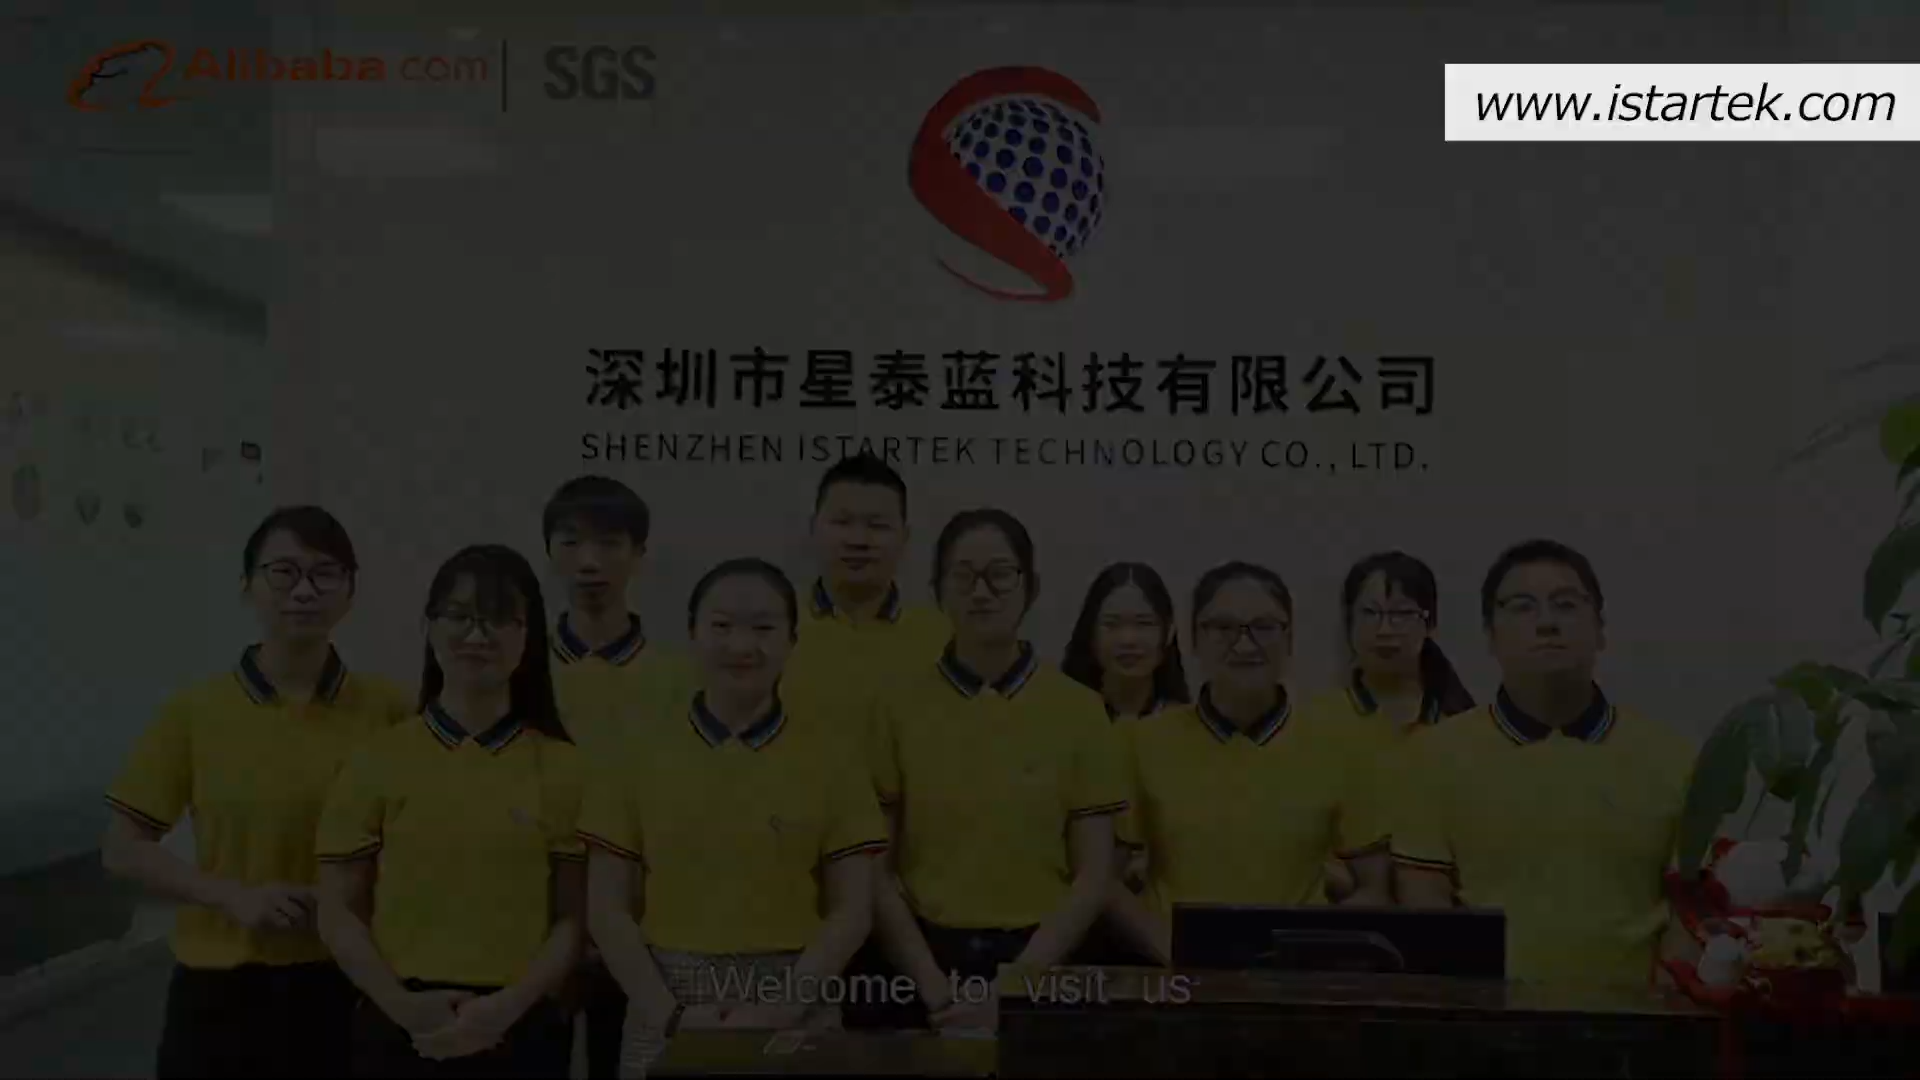 Alibaba.com
SGS
www.istartek.com
深圳市星泰蓝科技有限公司
SHENZHEN ISTARTEK TECHNOLOGY CO., LTD.
Welcome to visit us